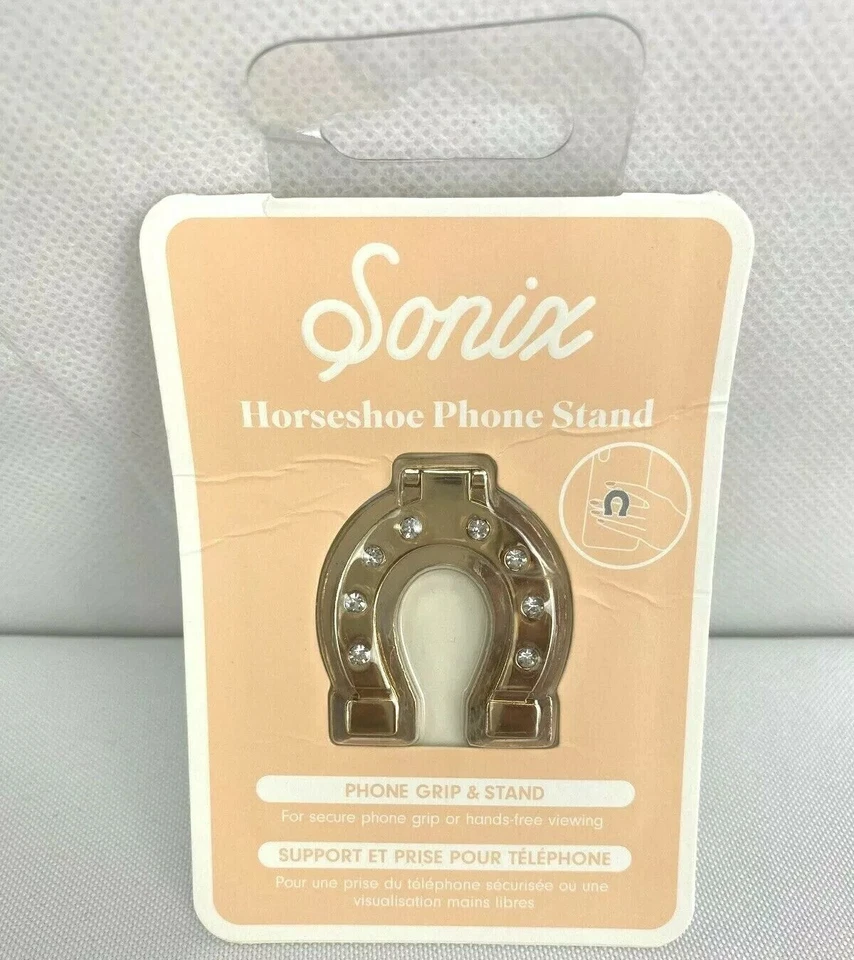 Sonix
Horseshoe Phone Stand
PHONE GRIP & STAND
For secure phone grip or hands-free viewing
SUPPORT ET PRISE POUR TÉLÉPHONE
Pour une prise du téléphone sécurisée ou une
visualisation mains libres